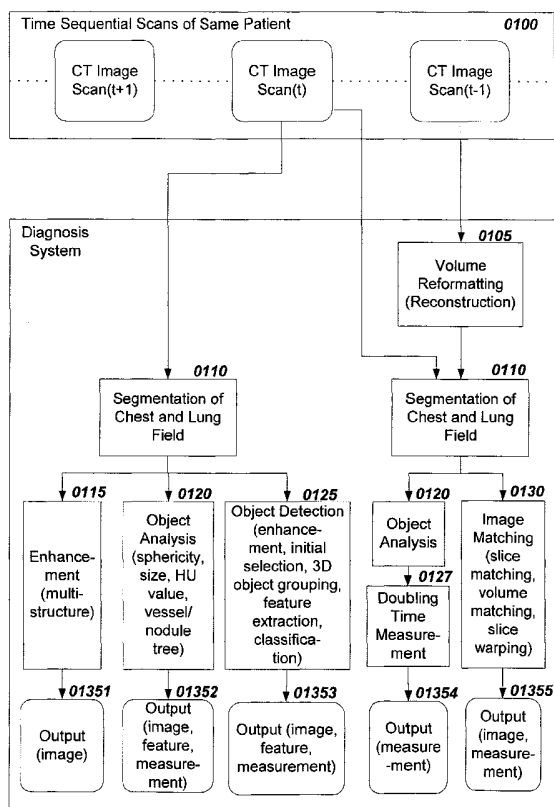 Time Sequential Scans of Same Patient 0100
CT Image
Scan(t+1)
CT Image
Scan(t)
CT Image
Scan(t-1)
Diagnosis
System
0105
Volume
Reformatting
(Reconstruction)
0110
Segmentation of
Chest and Lung
Field
0110
Segmentation of
Chest and Lung
Field
0115
Enhance-
ment
(multi-
structure)
0120
Object
Analysis
(sphericity,
size, HU
value,
vessel/
nodule
tree)
0125
Object Detection
(enhance-
ment, initial
selection, 3D
object grouping,
feature
extraction,
classifica-
tion)
0120
Object
Analysis
0127
Doubling
Time
Measure-
ment
0130
Image
Matching
(slice
matching,
volume
matching,
slice
warping)
01351
Output
(image)
01352
Output
(image,
feature,
measure-
ment)
01353
Output (image,
feature,
measurement)
01354
Output
(measure
-ment)
01355
Output
(image,
measure-
ment)